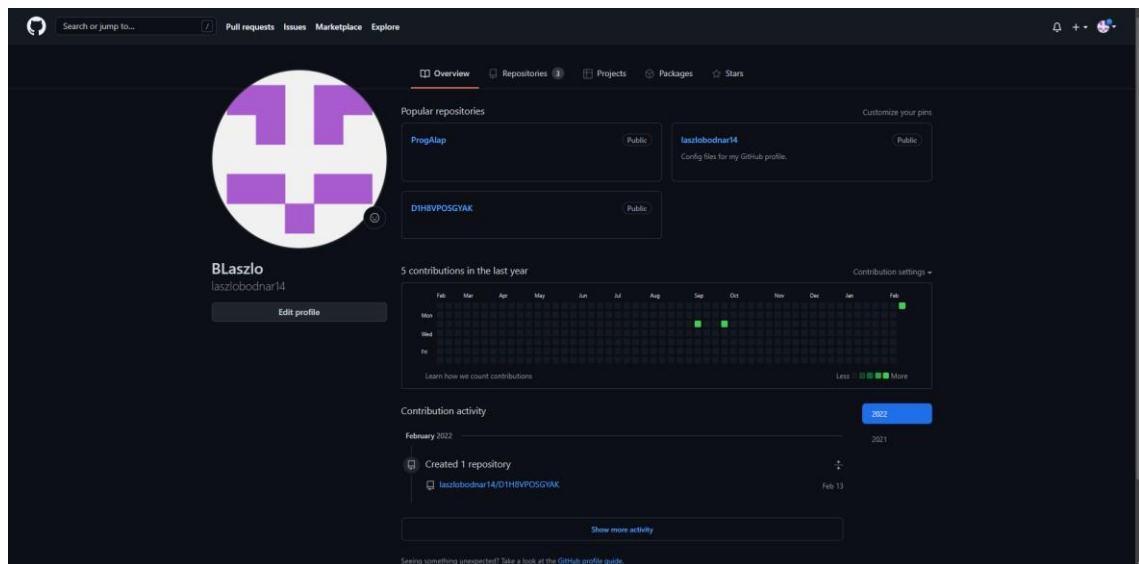 Search or jump to... / Pull requests Issues Marketplace Explore
Overview Repositories 3 Projects Packages Stars
Popular repositories Customize your pins
ProgAlap Public
laszlobodnar14 Public
Config files for my GitHub profile.
D1H8VPOSGYAK Public
BLaszlo
laszlobodnar14
Edit profile
5 contributions in the last year Contribution settings
Feb Mar Apr May Jun Jul Aug Sep Oct Nov Dec Jan Feb
Mon
Wed
Fri
Learn how we count contributions Less More
Contribution activity 2022
2021
February 2022
Created 1 repository
laszlobodnar14/D1H8VPOSGYAK Feb 13
Show more activity
Seeing something unexpected? Take a look at the GitHub profile guide.